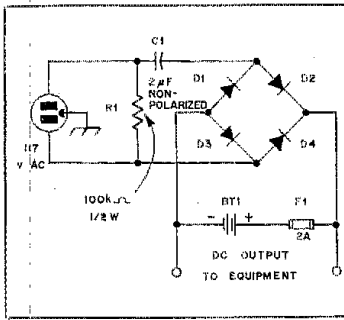 C1
2µF
NON-
POLARIZED
D1
D2
R1
117
V AC
D3
D4
100k Ω
1/2 W
- BT1 +
F1
2A
DC OUTPUT
TO EQUIPMENT